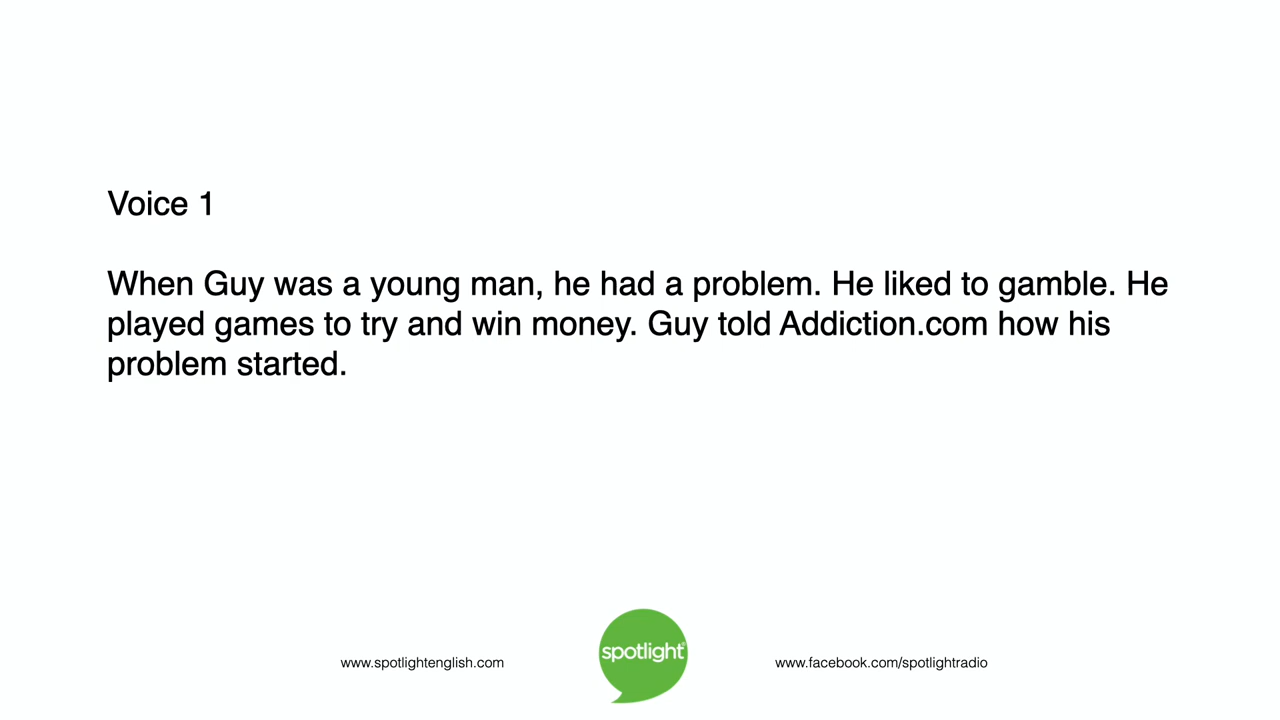 Voice 1
When Guy was a young man, he had a problem. He liked to gamble. He
played games to try and win money. Guy told Addiction.com how his
problem started.
www.spotlightenglish.com
spotlight®
www.facebook.com/spotlightradio